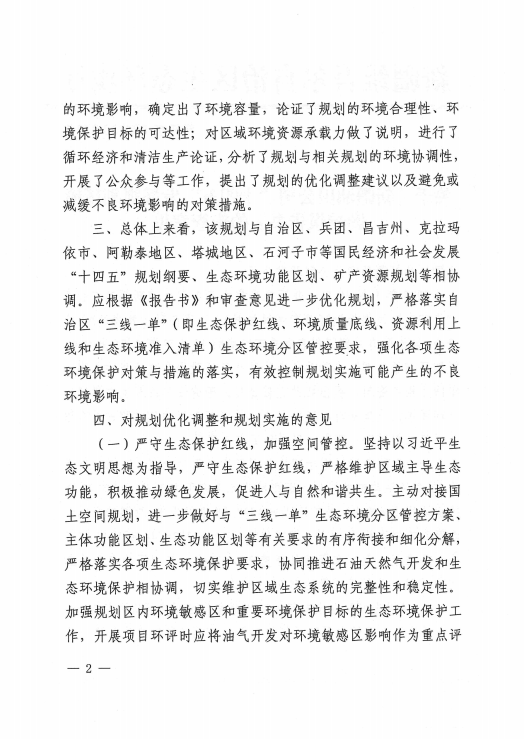 的环境影响，确定出了环境容量，论证了规划的环境合理性、环
境保护目标的可达性；对区域环境资源承载力做了说明，进行了
循环经济和清洁生产论证，分析了规划与相关规划的环境协调性，
开展了公众参与等工作，提出了规划的优化调整建议以及避免或
减缓不良环境影响的对策措施。
三、总体上来看，该规划与自治区、兵团、昌吉州、克拉玛
依市、阿勒泰地区、塔城地区、石河子市等国民经济和社会发展
“十四五”规划纲要、生态环境功能区划、矿产资源规划等相协
调。应根据《报告书》和审查意见进一步优化规划，严格落实自
治区“三线一单”（即生态保护红线、环境质量底线、资源利用上
线和生态环境准入清单）生态环境分区管控要求，强化各项生态
环境保护对策与措施的落实，有效控制规划实施可能产生的不良
环境影响。
四、对规划优化调整和规划实施的意见
（一）严守生态保护红线，加强空间管控。坚持以习近平生
态文明思想为指导，严守生态保护红线，严格维护区域主导生态
功能，积极推动绿色发展，促进人与自然和谐共生。主动对接国
土空间规划，进一步做好与“三线一单”生态环境分区管控方案、
主体功能区划、生态功能区划等有关要求的有序衔接和细化分解，
严格落实各项生态环境保护要求，协同推进石油天然气开发和生
态环境保护相协调，切实维护区域生态系统的完整性和稳定性。
加强规划区内环境敏感区和重要环境保护目标的生态环境保护工
作，开展项目环评时应将油气开发对环境敏感区影响作为重点评
— 2 —